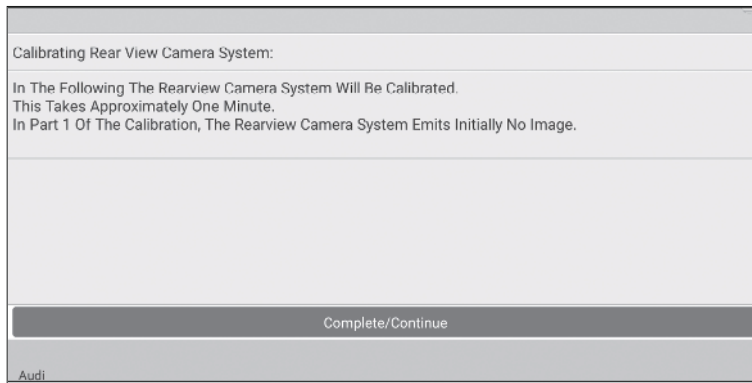 Calibrating Rear View Camera System:
In The Following The Rearview Camera System Will Be Calibrated.
This Takes Approximately One Minute.
In Part 1 Of The Calibration, The Rearview Camera System Emits Initially No Image.
Complete/Continue
Audi